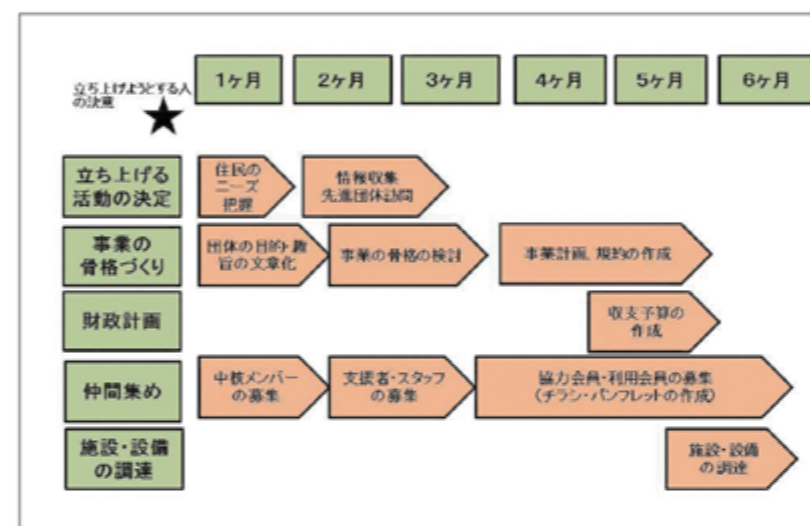 立ち上げようとする人
の決意
1ヶ月
2ヶ月
3ヶ月
4ヶ月
5ヶ月
6ヶ月
立ち上げる
活動の決定
住民の
ニーズ
把握
情報収集
先進団体訪問
事業の
骨格づくり
団体の目的・趣
旨の文章化
事業の骨格の検討
事業計画、規約の作成
財政計画
収支予算の
作成
仲間集め
中核メンバー
の募集
支援者・スタッフ
の募集
協力会員・利用会員の募集
(チラシ・パンフレットの作成)
施設・設備
の調達
施設・設備
の調達